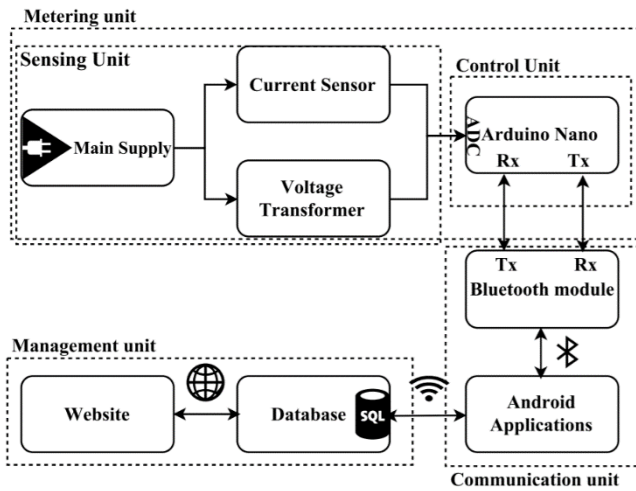 Metering unit
Sensing Unit
Current Sensor
Control Unit
Main Supply
ADC
Arduino Nano
Rx Tx
Voltage
Transformer
Tx Rx
Bluetooth module
Management unit
Website
Database
SQL
Android
Applications
Communication unit